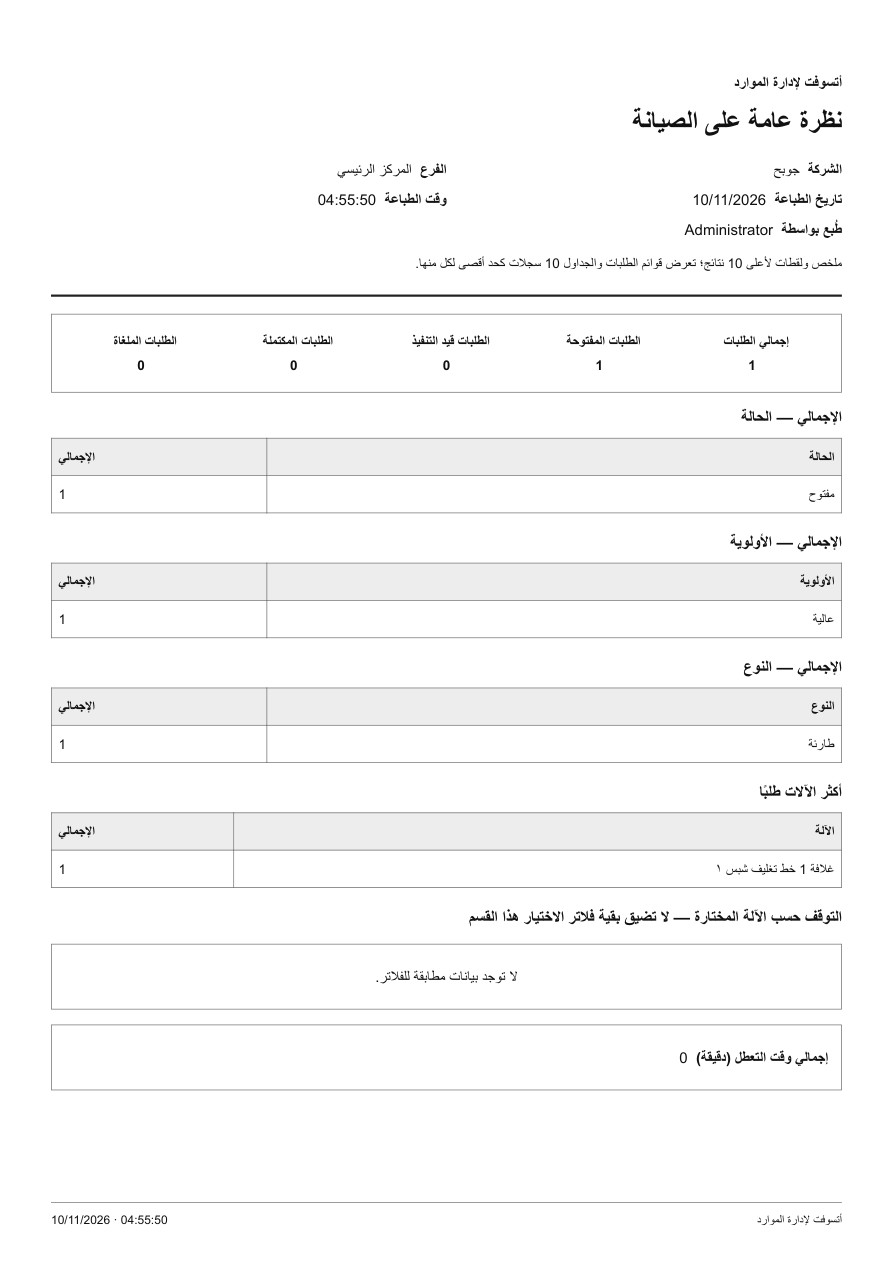 أتسوفت لإدارة الموارد
نظرة عامة على الصيانة
الشركة جوبح الفرع المركز الرئيسي
تاريخ الطباعة 10/11/2026 وقت الطباعة 04:55:50
طُبع بواسطة Administrator
ملخص ولقطات لأعلى 10 نتائج؛ تعرض قوائم الطلبات والجداول 10 سجلات كحد أقصى لكل منها.
إجمالي الطلبات الطلبات المفتوحة الطلبات قيد التنفيذ الطلبات المكتملة الطلبات الملغاة
1 1 0 0 0
الإجمالي — الحالة
الحالة الإجمالي
مفتوح 1
الإجمالي — الأولوية
الأولوية الإجمالي
عالية 1
الإجمالي — النوع
النوع الإجمالي
طارئة 1
أكثر الآلات طلبًا
الآلة الإجمالي
غلافة 1 خط تغليف شبس ١ 1
التوقف حسب الآلة المختارة — لا تضيق بقية فلاتر الاختيار هذا القسم
لا توجد بيانات مطابقة للفلاتر.
إجمالي وقت التعطل (دقيقة) 0
أتسوفت لإدارة الموارد 10/11/2026 · 04:55:50